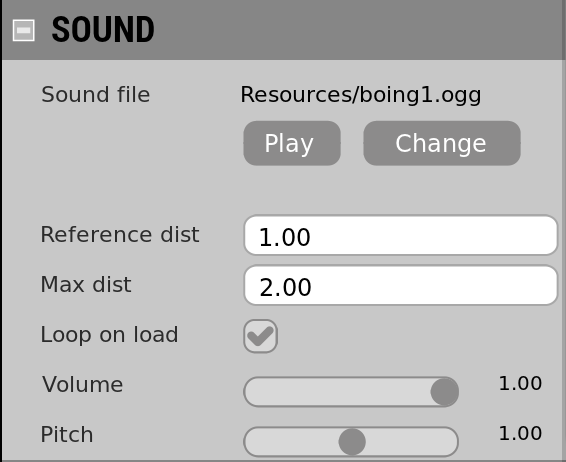 SOUND
Sound file Resources/boing1.ogg
Play Change
Reference dist 1.00
Max dist 2.00
Loop on load
Volume 1.00
Pitch 1.00